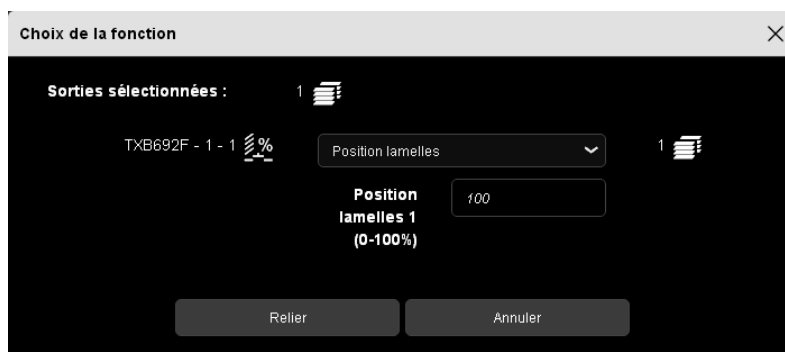 Choix de la fonction
Sorties sélectionnées : 1
TXB692F - 1 - 1 % Position lamelles 1
Position lamelles 1 (0-100%) 100
Relier Annuler